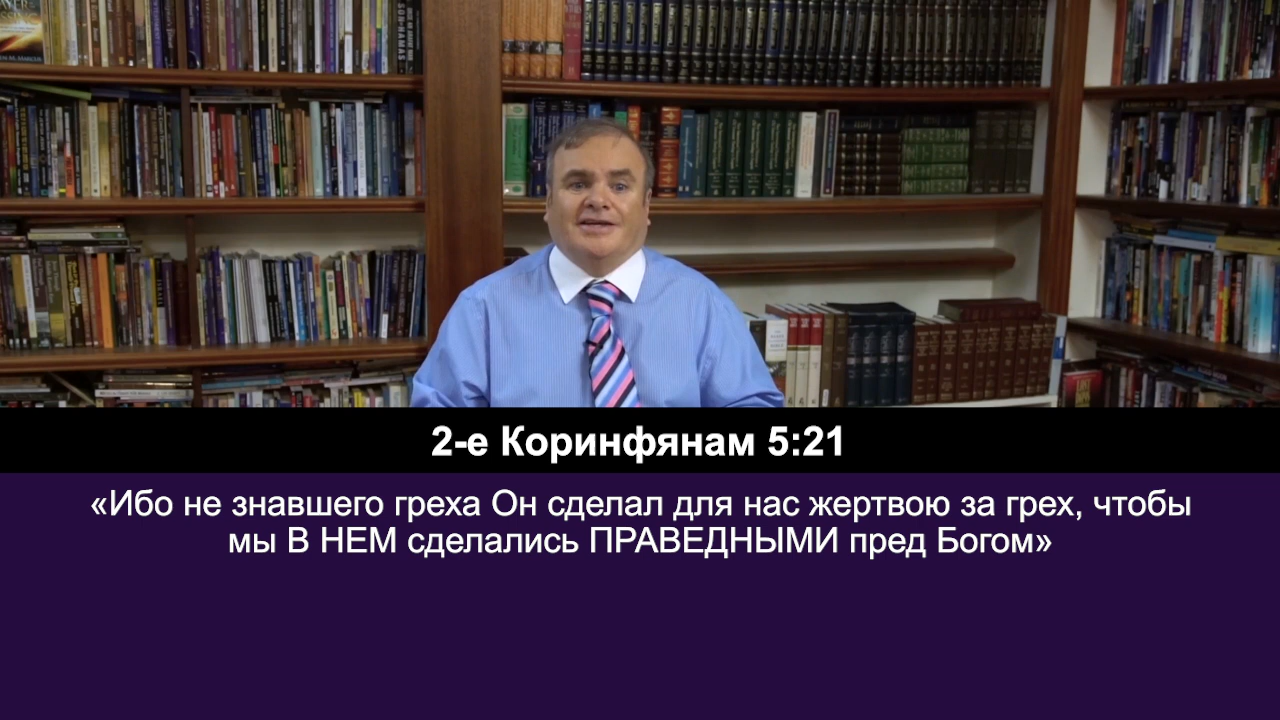 2-е Коринфянам 5:21
«Ибо не знавшего греха Он сделал для нас жертвою за грех, чтобы
мы В НЕМ сделались ПРАВЕДНЫМИ пред Богом»